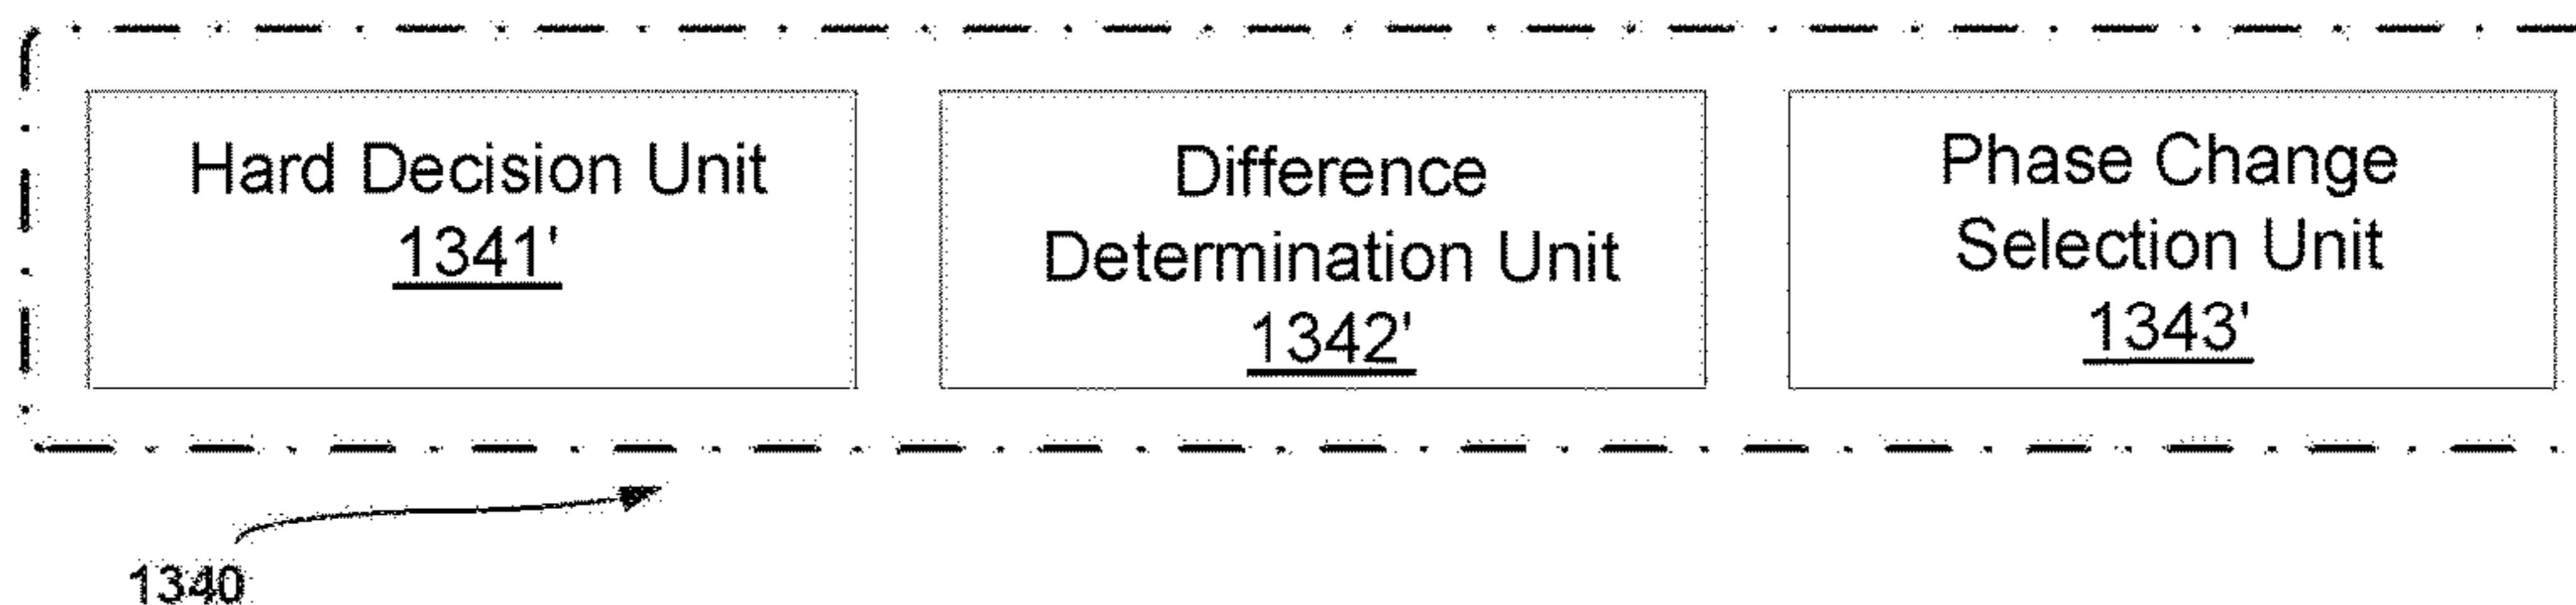 Hard Decision Unit
1341'
Difference
Determination Unit
1342'
Phase Change
Selection Unit
1343'
1340